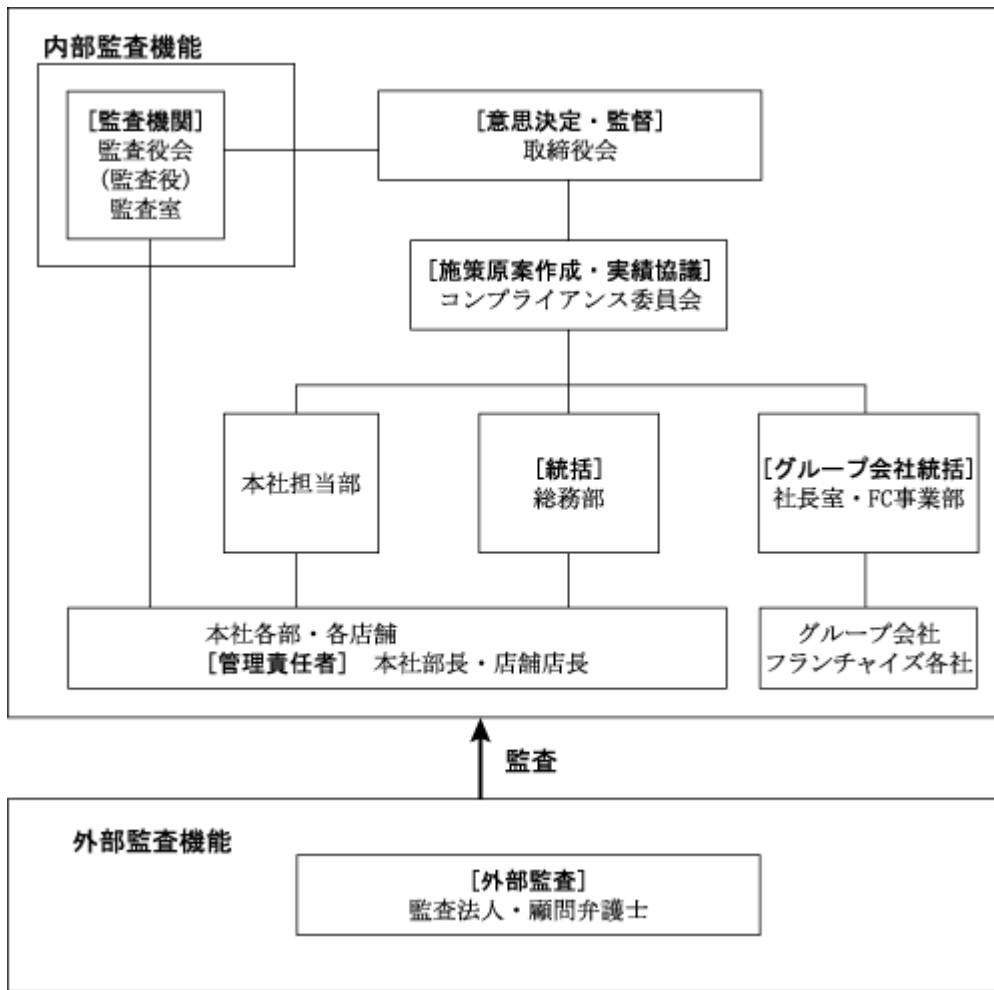 内部監査機能
[監査機関]
監査役会
(監査役)
監査室
[意思決定・監督]
取締役会
[施策原案作成・実績協議]
コンプライアンス委員会
本社担当部
[統括]
総務部
[グループ会社統括]
社長室・FC事業部
本社各部・各店舗
[管理責任者] 本社部長・店舗店長
グループ会社
フランチャイズ各社
監査
外部監査機能
[外部監査]
監査法人・顧問弁護士